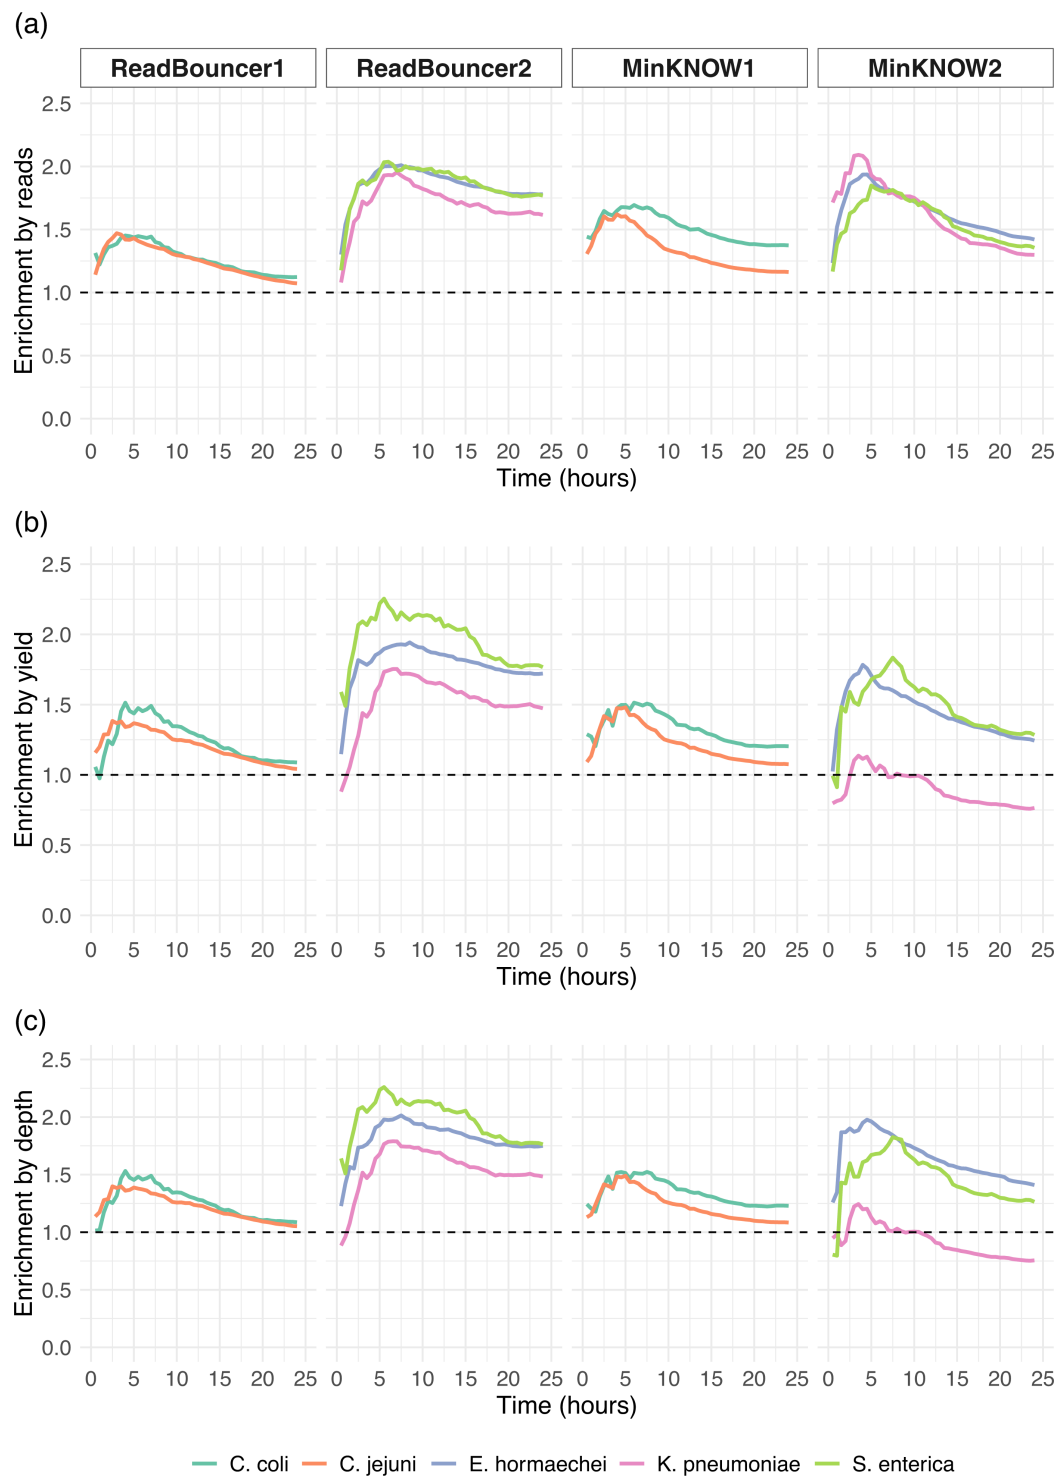 (a)
ReadBouncer1 ReadBouncer2 MinKNOW1 MinKNOW2
Enrichment by reads
2.5
2.0
1.5
1.0
0.5
0.0
0 5 10 15 20 25 0 5 10 15 20 25 0 5 10 15 20 25 0 5 10 15 20 25
Time (hours)
(b)
Enrichment by yield
2.5
2.0
1.5
1.0
0.5
0.0
0 5 10 15 20 25 0 5 10 15 20 25 0 5 10 15 20 25 0 5 10 15 20 25
Time (hours)
(c)
Enrichment by depth
2.5
2.0
1.5
1.0
0.5
0.0
0 5 10 15 20 25 0 5 10 15 20 25 0 5 10 15 20 25 0 5 10 15 20 25
Time (hours)
C. coli C. jejuni E. hormaechei K. pneumoniae S. enterica